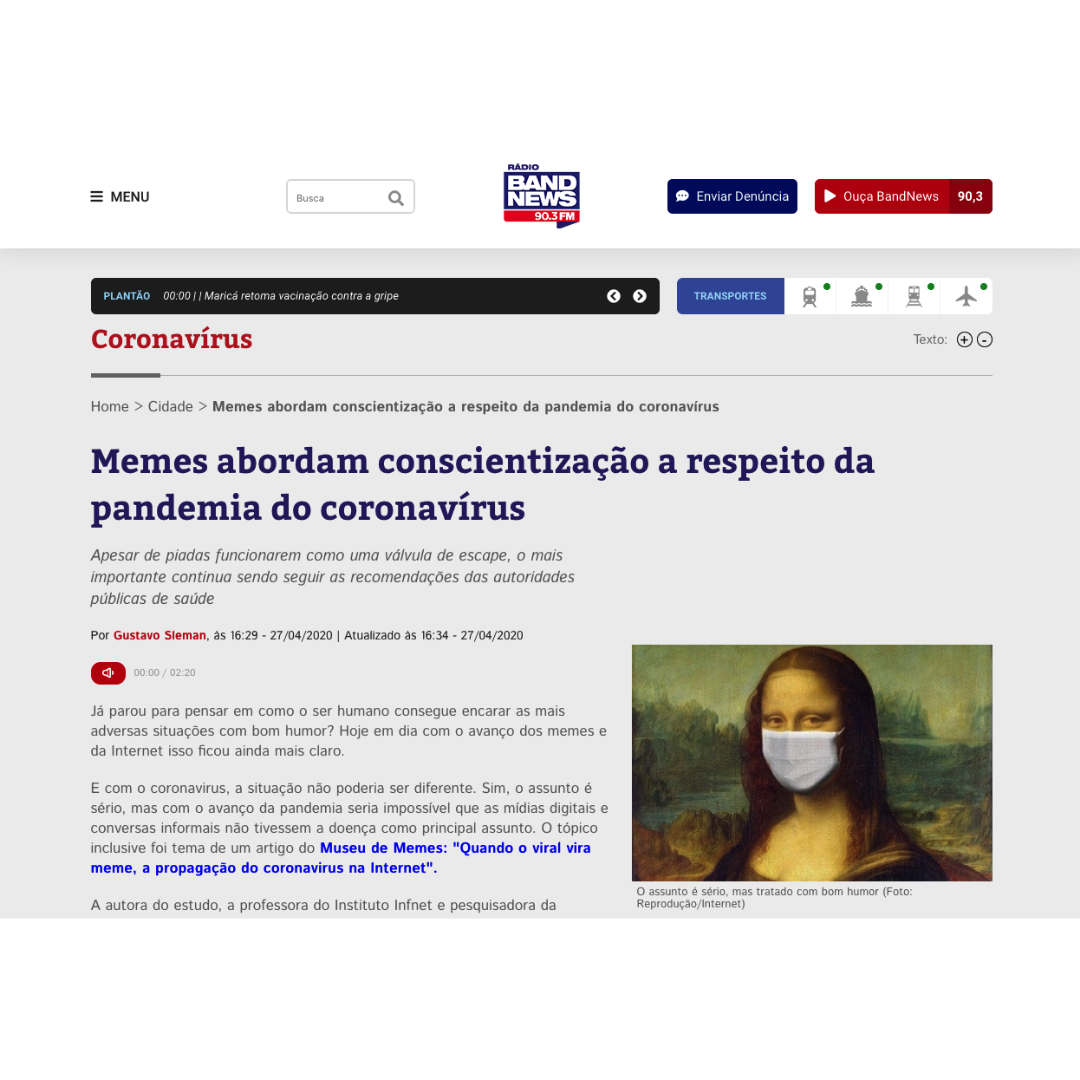 MENU
Busca
RÁDIO
BAND
NEWS
90.3 FM
Enviar Denúncia
Ouça BandNews
90,3
PLANTÃO
00:00 | | Maricá retoma vacinação contra a gripe
TRANSPORTES
Coronavírus
Texto: + -
Home > Cidade > Memes abordam conscientização a respeito da pandemia do coronavírus
Memes abordam conscientização a respeito da
pandemia do coronavírus
Apesar de piadas funcionarem como uma válvula de escape, o mais
importante continua sendo seguir as recomendações das autoridades
públicas de saúde
Por Gustavo Sleman, às 16:29 - 27/04/2020 | Atualizado às 16:34 - 27/04/2020
00:00 / 02:20
Já parou para pensar em como o ser humano consegue encarar as mais
adversas situações com bom humor? Hoje em dia com o avanço dos memes e
da Internet isso ficou ainda mais claro.
E com o coronavirus, a situação não poderia ser diferente. Sim, o assunto é
sério, mas com o avanço da pandemia seria impossível que as mídias digitais e
conversas informais não tivessem a doença como principal assunto. O tópico
inclusive foi tema de um artigo do Museu de Memes: "Quando o viral vira
meme, a propagação do coronavirus na Internet".
A autora do estudo, a professora do Instituto Infnet e pesquisadora da
O assunto é sério, mas tratado com bom humor (Foto:
Reprodução/Internet)